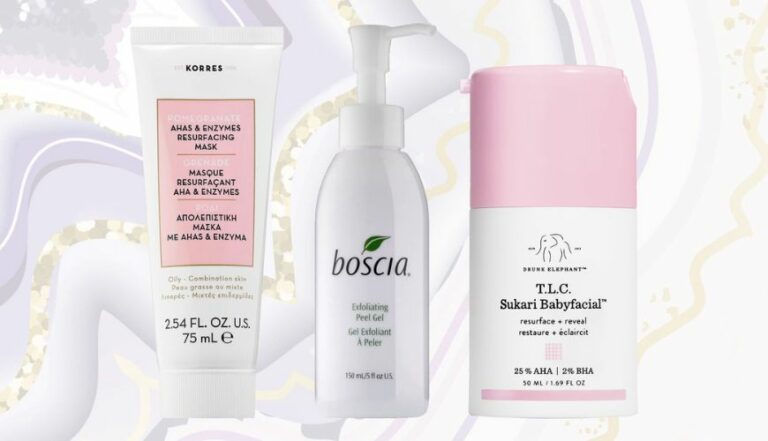 KORRES
POMEGRANATE
AHAS & ENZYMES
RESURFACING
MASK
GRENADE
MASQUE
RESURFAÇANT
AHA & ENZYMES
ΡΟΔΙ
ΑΠΟΛΕΠΙΣΤΙΚΗ
ΜΑΣΚΑ
ΜΕ AHAS & ENZYMA
Oily - Combination skin
Peau grasse ou mixte
Λιπαρές - Μικτές επιδερμίδες
2.54 FL. OZ. U.S.
75 mL e
boscia®
Exfoliating
Peel Gel
Gel Exfoliant
À Peler
150 mL/5 fl oz U.S.
DRUNK ELEPHANT™
T.L.C.
Sukari Babyfacial™
resurface + reveal
restaure + éclaircit
25 % AHA | 2% BHA
50 ML / 1.69 FL OZ